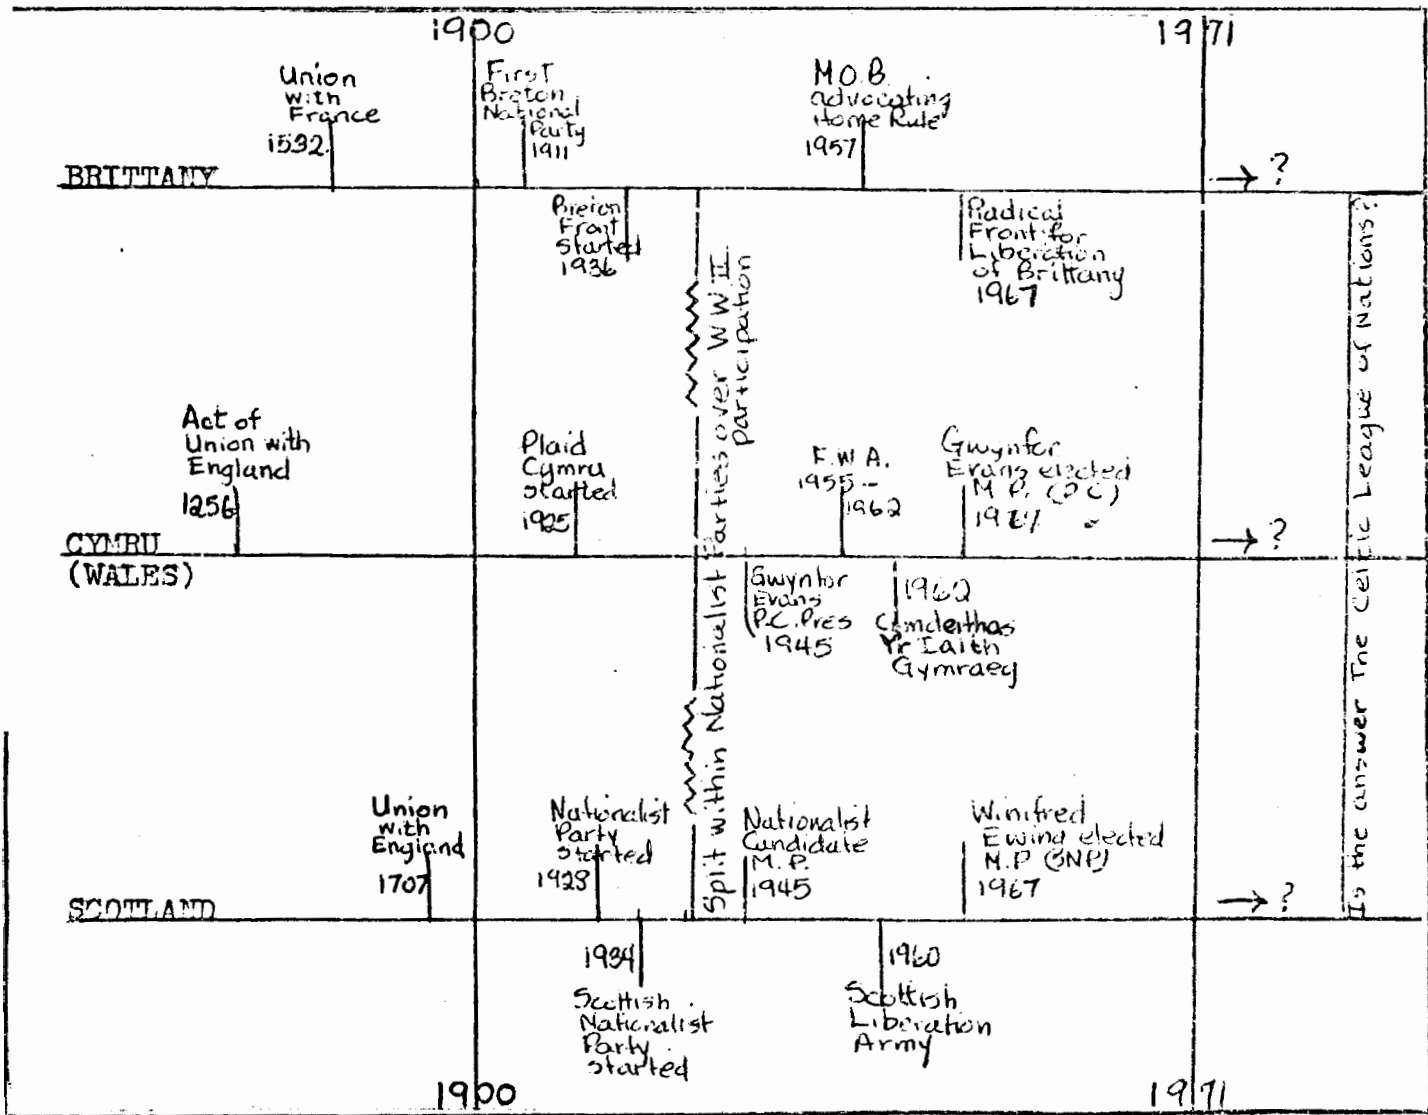 1900
1971
Union
with
France
1532
First
Breton
National
Party
1911
M.O.B.
advocating
Home Rule
1957
BRITTANY
→ ?
Breton
Front
Started
1936
Radical
Front for
Liberation
of Brittany
1967
Split within Nationalist Parties over WW II
participation
Is the answer The Celtic League of Nations?
Act of
Union with
England
1256
Plaid
Cymru
started
1925
F.W.A.
1955-
1962
Gwynfor
Evans elected
M.P. (PC)
CYMRU
(WALES)
→ ?
Gwynfor
Evans
P.C. Pres
1945
1962
Cymdeithas
Yr Iaith
Gymraeg
Union
with
England
1707
Nationalist
Party
Started
1928
Nationalist
Candidate
M.P.
1945
Winifred
Ewing elected
M.P (SNP)
1967
SCOTLAND
→ ?
1934
Scottish
Nationalist
Party
started
1960
Scottish
Liberation
Army
1900
1971